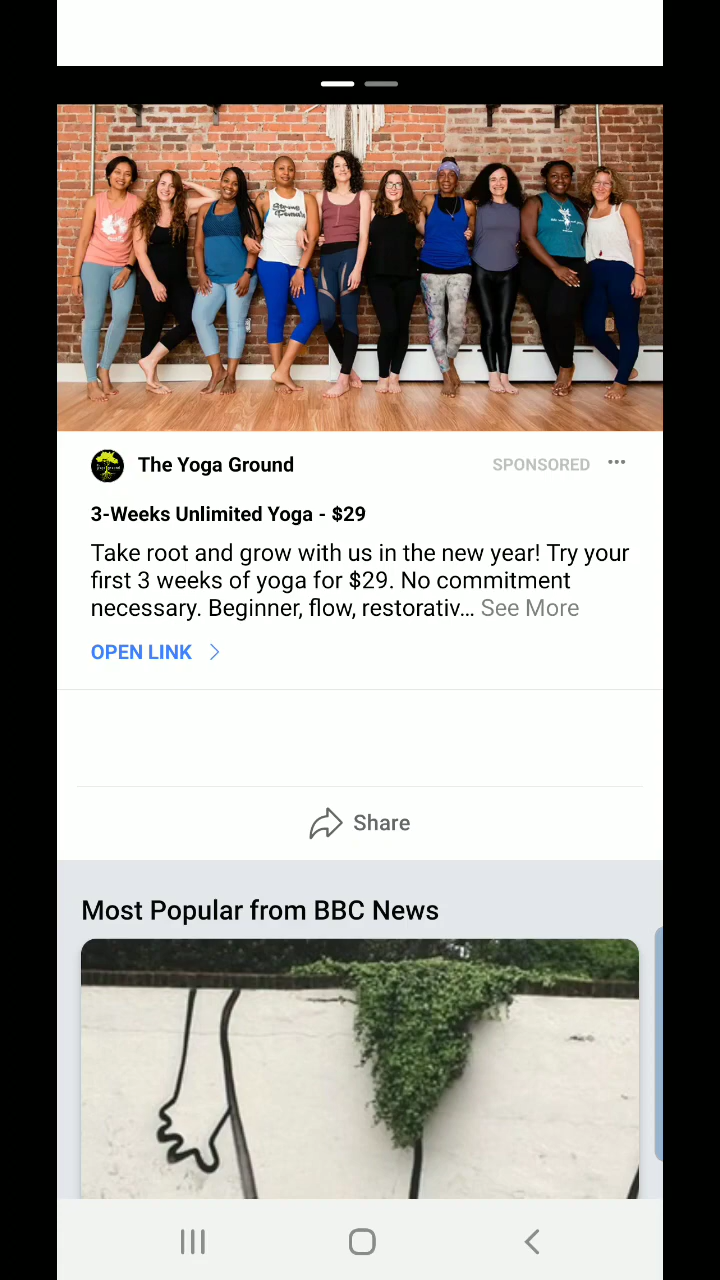 The Yoga Ground
SPONSORED
3-Weeks Unlimited Yoga - $29
Take root and grow with us in the new year! Try your
first 3 weeks of yoga for $29. No commitment
necessary. Beginner, flow, restorativ... See More
OPEN LINK
Share
Most Popular from BBC News